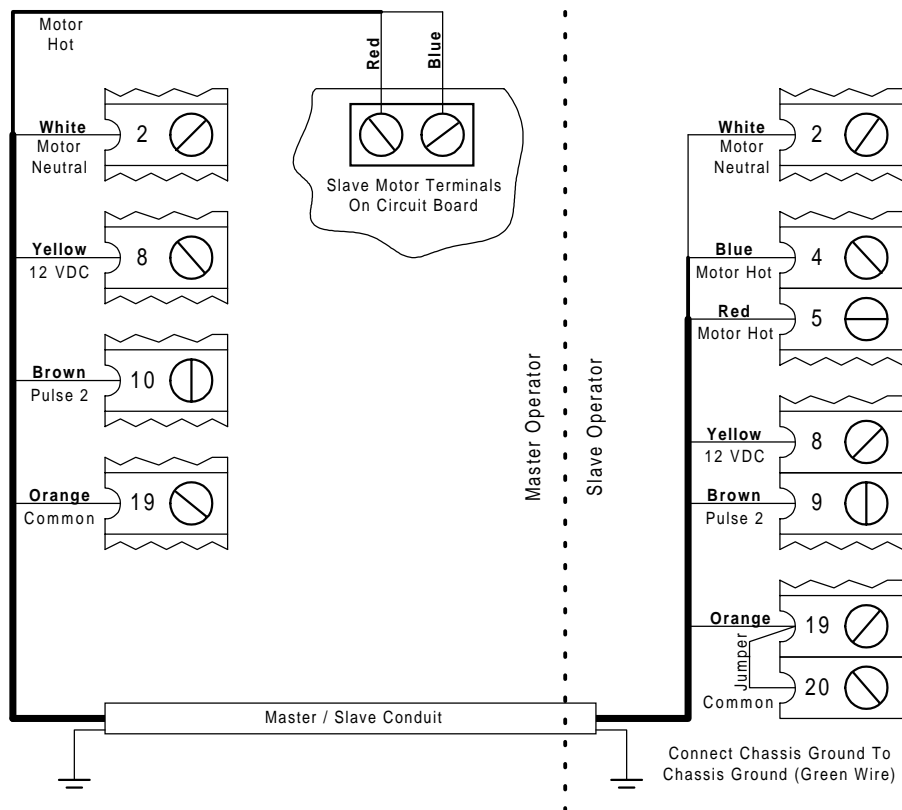 Motor
Hot
Red
Blue
White
Motor
Neutral
2
Slave Motor Terminals
On Circuit Board
Yellow
12 VDC
8
Brown
Pulse 2
10
Orange
Common
19
Master Operator
Slave Operator
White
Motor
Neutral
2
Blue
Motor Hot
4
Red
Motor Hot
5
Yellow
12 VDC
8
Brown
Pulse 2
9
Orange
19
Jumper
Common
20
Master / Slave Conduit
Connect Chassis Ground To
Chassis Ground (Green Wire)